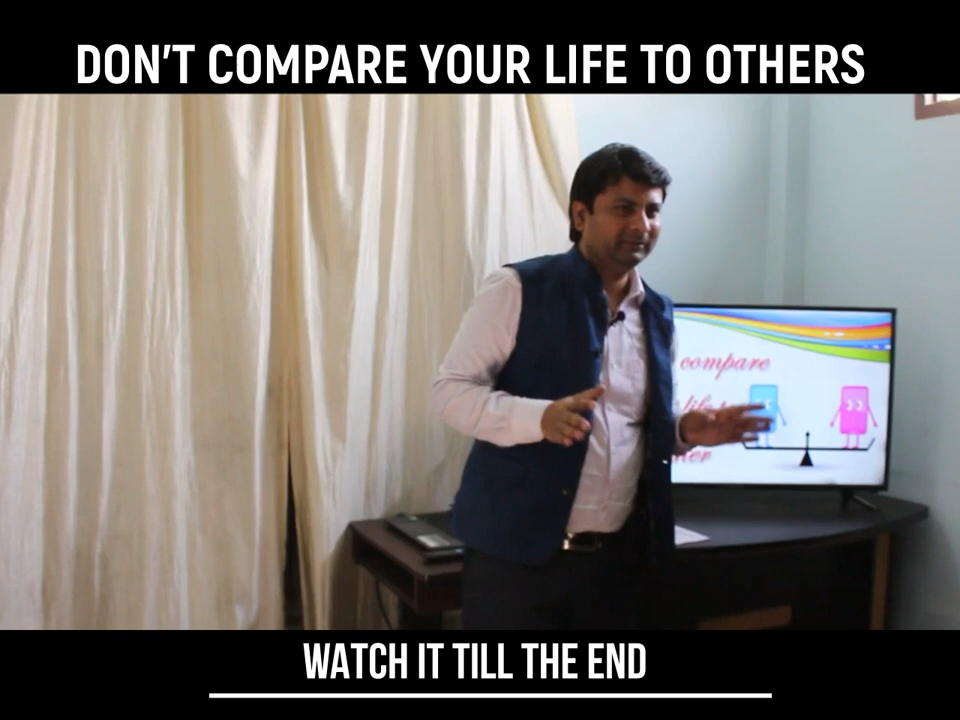 DON'T COMPARE YOUR LIFE TO OTHERS
compare
WATCH IT TILL THE END